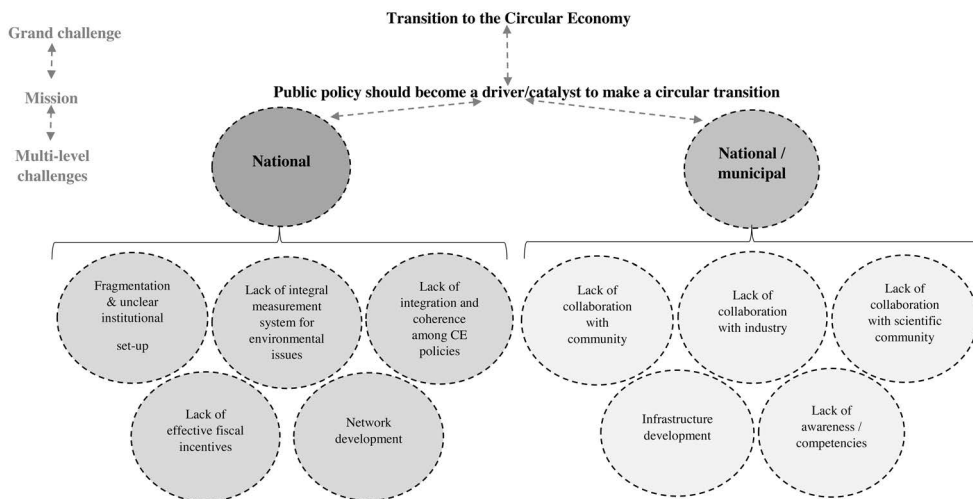 Transition to the Circular Economy
Grand challenge
Mission
Public policy should become a driver/catalyst to make a circular transition
Multi-level
challenges
National
National /
municipal
Fragmentation
& unclear
institutional
set-up
Lack of integral
measurement
system for
environmental
issues
Lack of
integration and
coherence
among CE
policies
Lack of
collaboration
with
community
Lack of
collaboration
with industry
Lack of
collaboration
with scientific
community
Lack of
effective fiscal
incentives
Network
development
Infrastructure
development
Lack of
awareness /
competencies